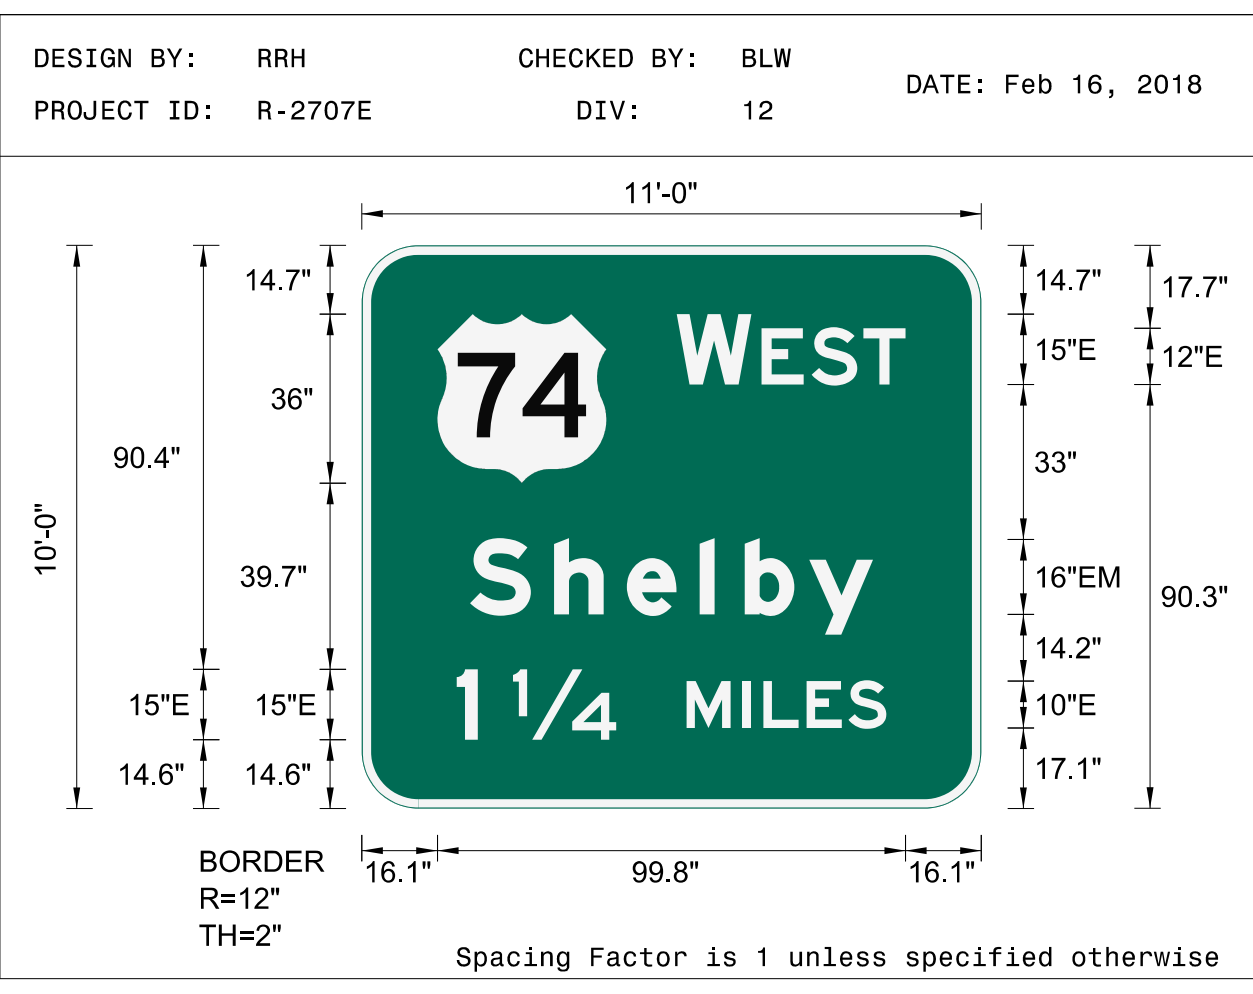 DESIGN BY: RRH CHECKED BY: BLW
DATE: Feb 16, 2018
PROJECT ID: R-2707E DIV: 12
11'-0"
14.7" 14.7" 17.7"
74 WEST
15"E 12"E
36"
90.4" 33"
10'-0"
39.7" Shelby 16"EM 90.3"
14.2"
15"E 15"E 1 1/4 MILES 10"E
14.6" 14.6" 17.1"
BORDER 16.1" 99.8" 16.1"
R=12"
TH=2"
Spacing Factor is 1 unless specified otherwise